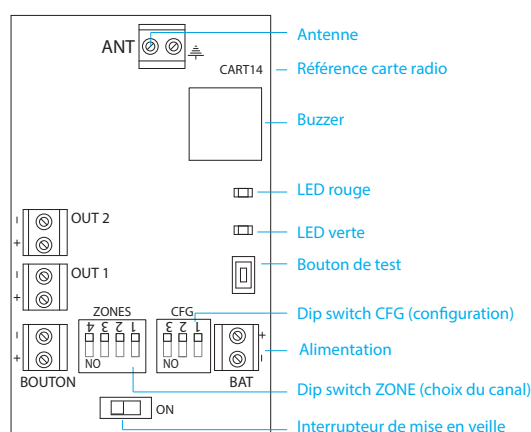 ANT
Antenne
CART14
Référence carte radio
Buzzer
LED rouge
LED verte
Bouton de test
- OUT 2
+
- OUT 1
+
ZONES
CFG
Dip switch CFG (configuration)
4 3 2 1
3 2 1
NO
NO
-
+
+
-
Alimentation
BOUTON
BAT
Dip switch ZONE (choix du canal)
ON
Interrupteur de mise en veille